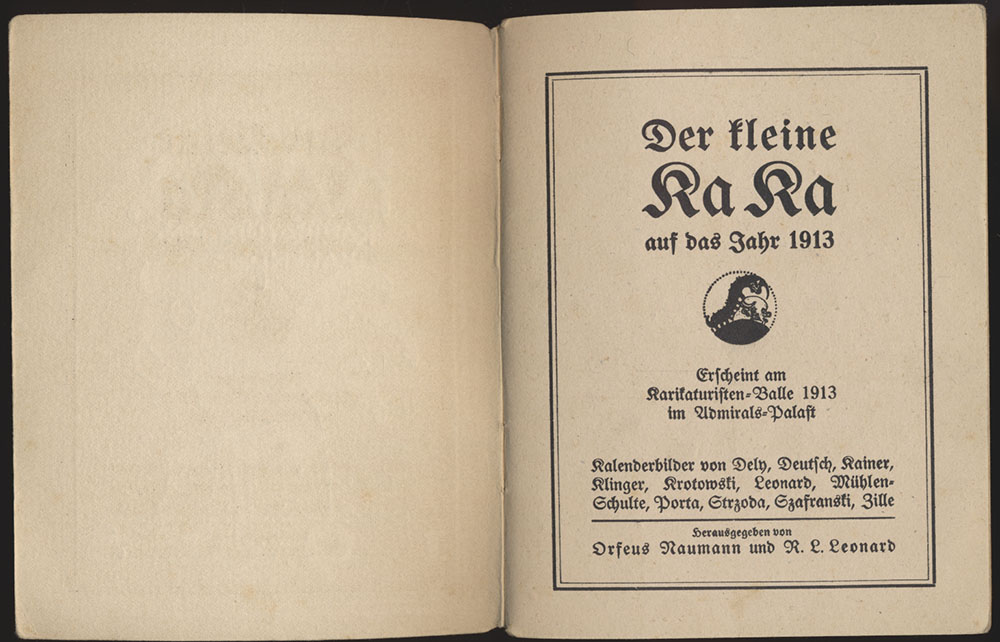 Der kleine
Ka Ka
auf das Jahr 1913
Erscheint am
Karikaturisten-Balle 1913
im Admirals-Palast
Kalenderbilder von Dely, Deutsch, Kainer,
Klinger, Krotowski, Leonard, Mühlen-
Schulte, Porta, Strzoda, Szafranski, Zille
Herausgegeben von
Orfeus Naumann und R. L. Leonard